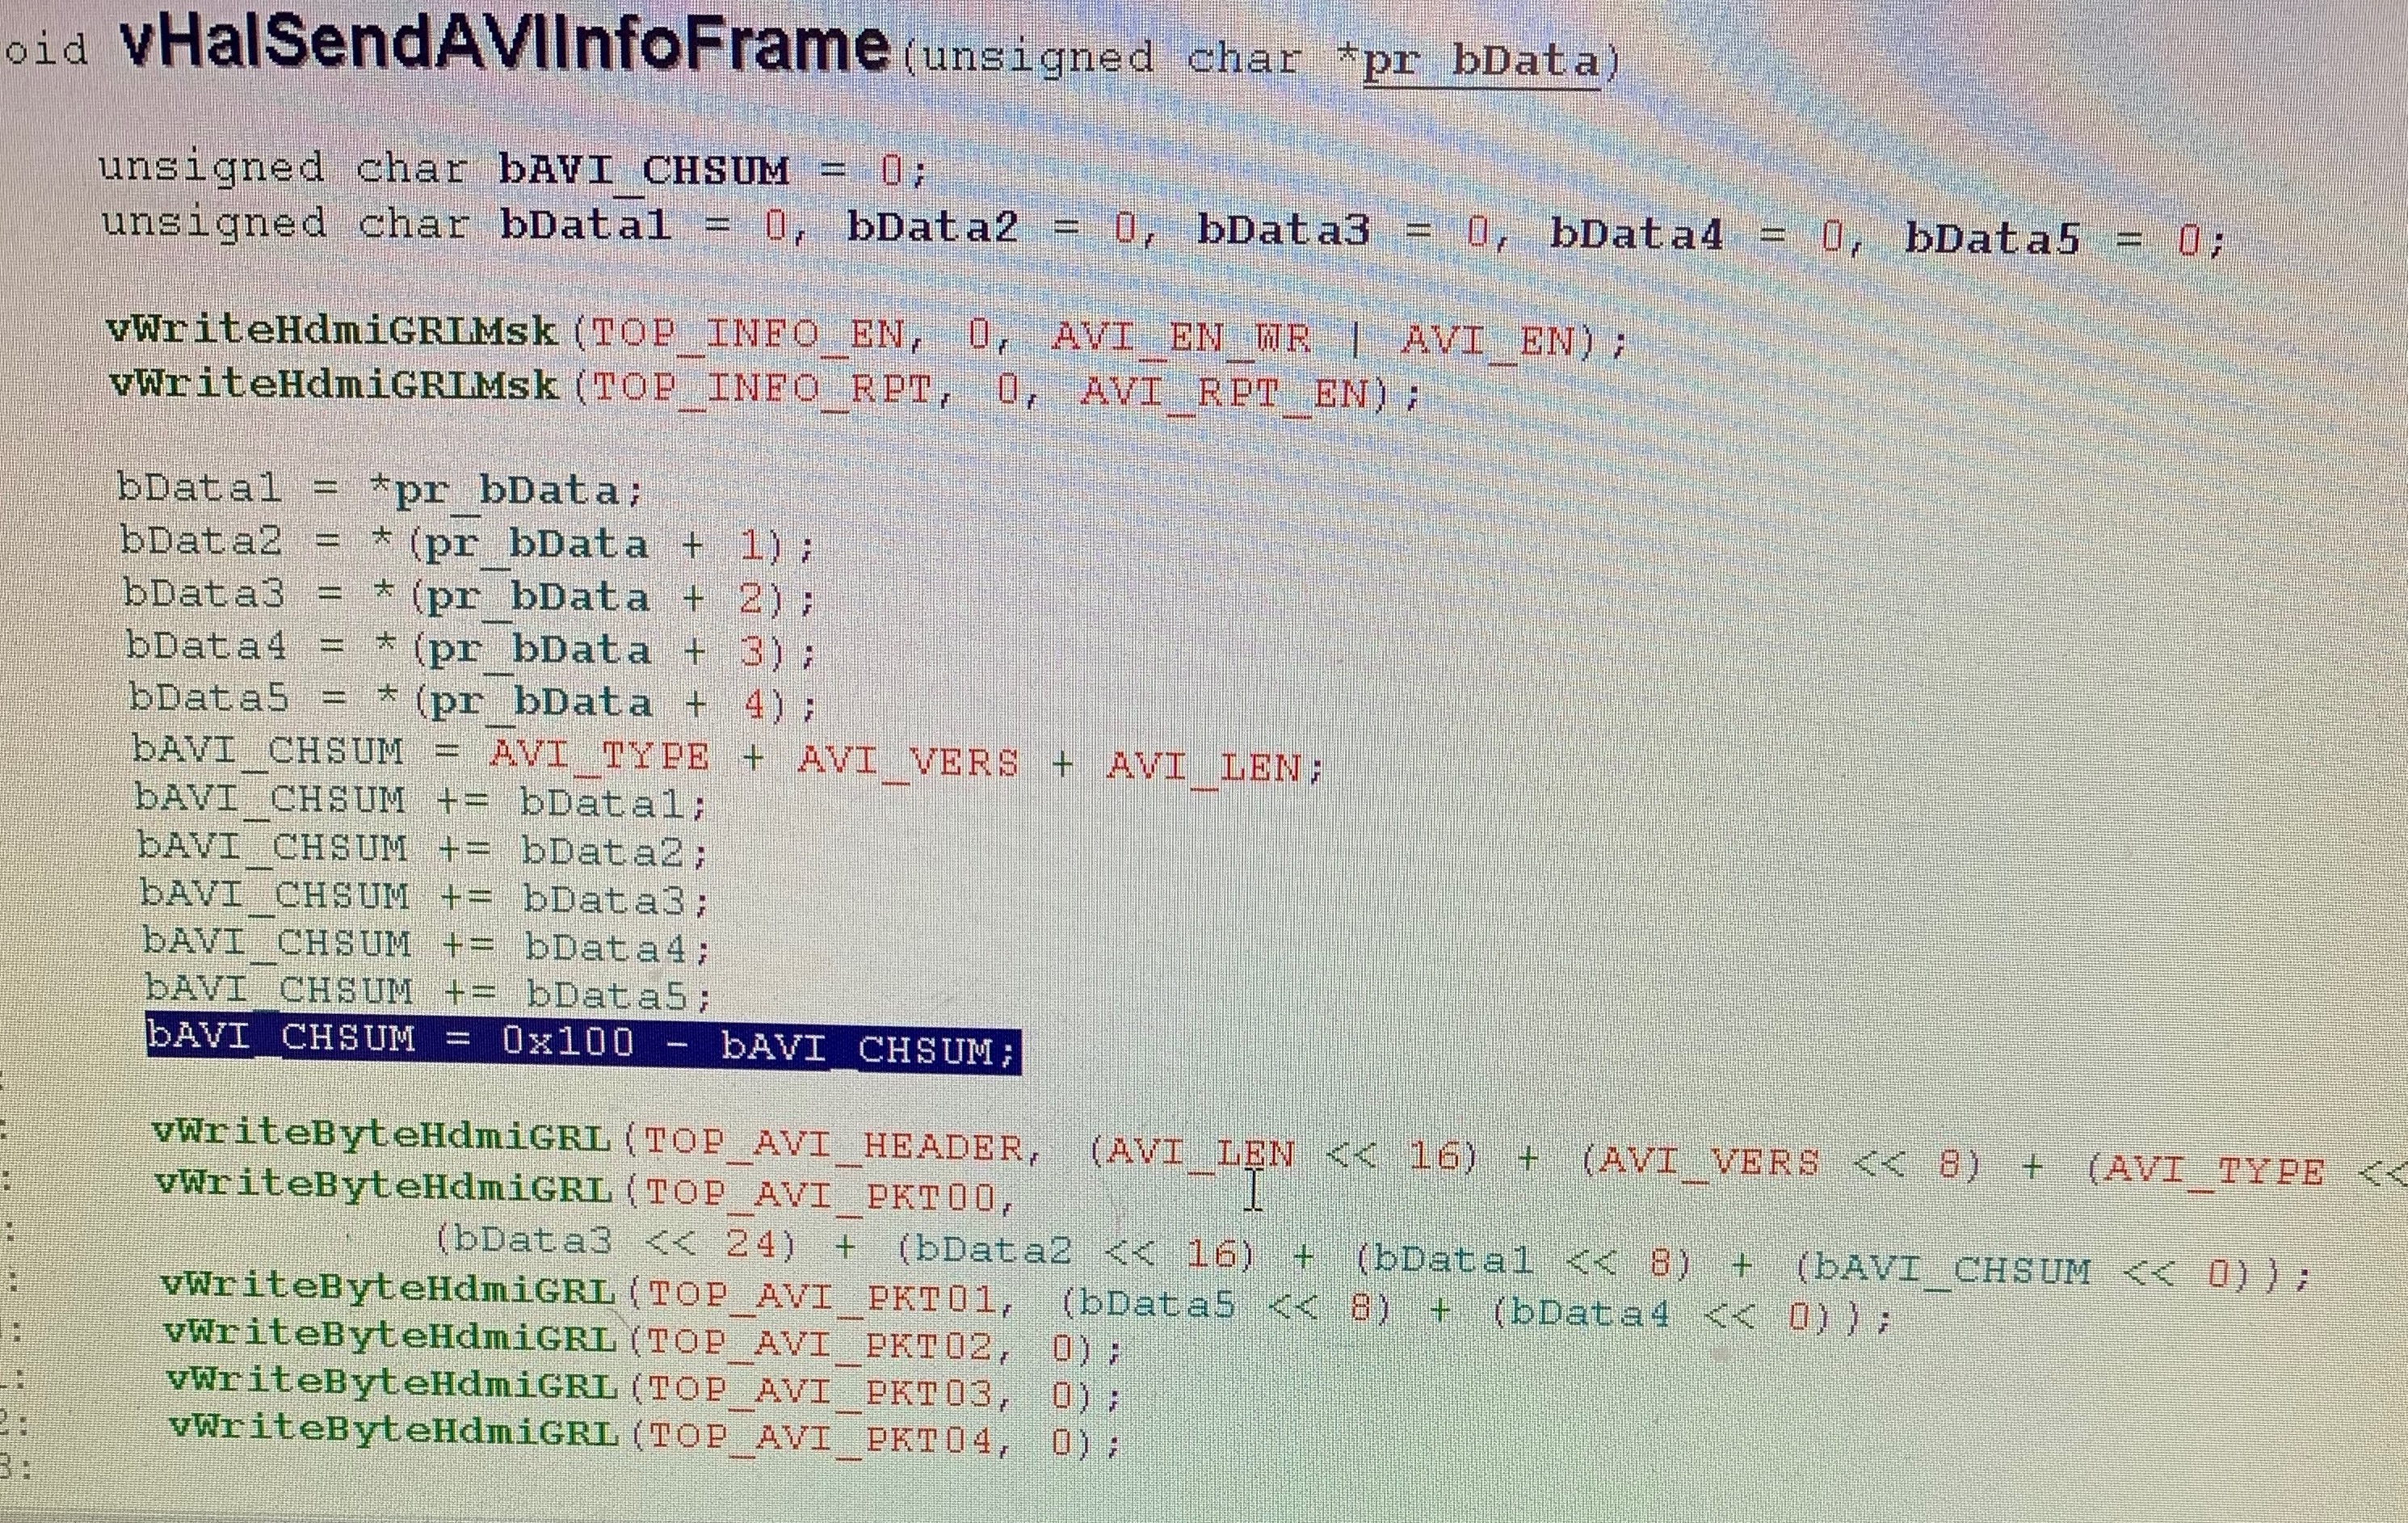 oid vHalSendAVIInfoFrame(unsigned char *pr_bData)
unsigned char bAVI_CHSUM = 0;
unsigned char bData1 = 0, bData2 = 0, bData3 = 0, bData4 = 0, bData5 = 0;
vWriteHdmiGRLMsk(TOP_INFO_EN, 0, AVI_EN_WR | AVI_EN);
vWriteHdmiGRLMsk(TOP_INFO_RPT, 0, AVI_RPT_EN);
bData1 = *pr_bData;
bData2 = *(pr_bData + 1);
bData3 = *(pr_bData + 2);
bData4 = *(pr_bData + 3);
bData5 = *(pr_bData + 4);
bAVI_CHSUM = AVI_TYPE + AVI_VERS + AVI_LEN;
bAVI_CHSUM += bData1;
bAVI_CHSUM += bData2;
bAVI_CHSUM += bData3;
bAVI_CHSUM += bData4;
bAVI_CHSUM += bData5;
bAVI_CHSUM = 0x100 - bAVI_CHSUM;
vWriteByteHdmiGRL(TOP_AVI_HEADER, (AVI_LEN << 16) + (AVI_VERS << 8) + (AVI_TYPE <<
vWriteByteHdmiGRL(TOP_AVI_PKT00,
(bData3 << 24) + (bData2 << 16) + (bData1 << 8) + (bAVI_CHSUM << 0));
vWriteByteHdmiGRL(TOP_AVI_PKT01, (bData5 << 8) + (bData4 << 0));
vWriteByteHdmiGRL(TOP_AVI_PKT02, 0);
vWriteByteHdmiGRL(TOP_AVI_PKT03, 0);
2: vWriteByteHdmiGRL(TOP_AVI_PKT04, 0);
3: